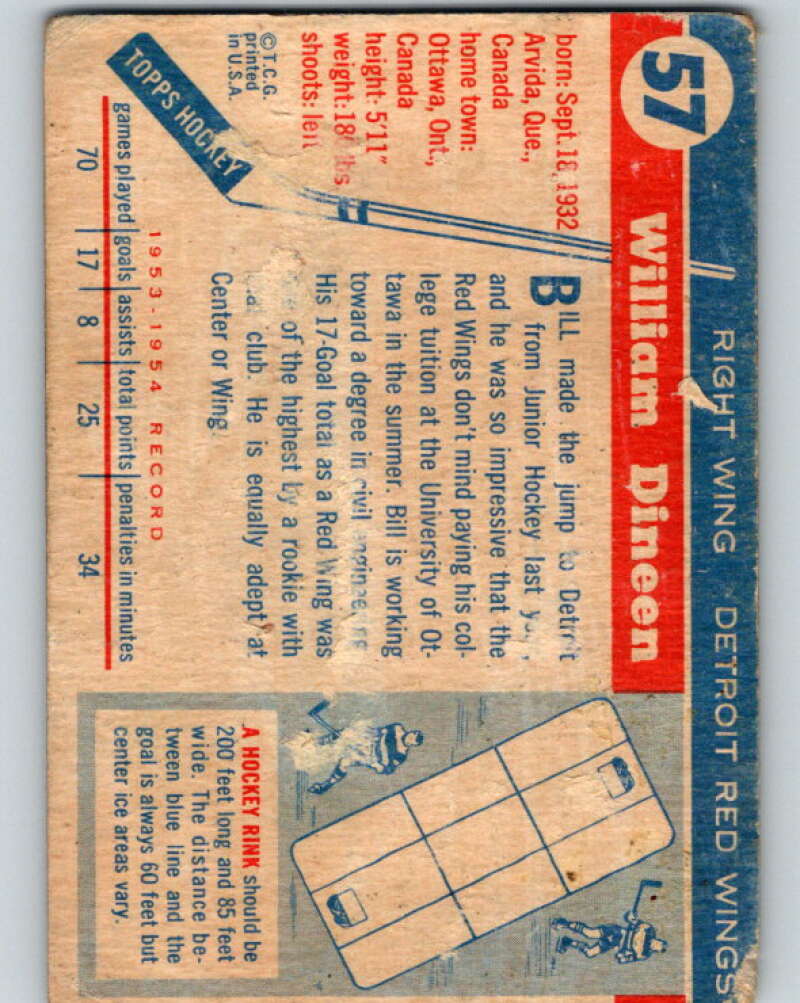 57
RIGHT WING DETROIT RED WINGS
William Dineen
born: Sept. 18, 1932
Arvida, Que.,
Canada
home town:
Ottawa, Ont.,
Canada
height: 5'11"
weight: 180 lbs
shoots: left
©T.C.G.
printed
in U.S.A.
TOPPS HOCKEY
BILL made the jump to Detroit
from Junior Hockey last
and he was so impressive that the
Red Wings don't mind paying his col-
lege tuition at the University of Ot-
tawa in the summer. Bill is working
toward a degree in civil engineering
His 17-Goal total as a Red Wing was
of the highest by a rookie with
club. He is equally adept at
Center or Wing.
1953-1954 RECORD
games played goals assists total points penalties in minutes
70 17 8 25 34
A HOCKEY RINK should be
200 feet long and 85 feet
wide. The distance be-
tween blue line and the
goal is always 60 feet but
center ice areas vary.